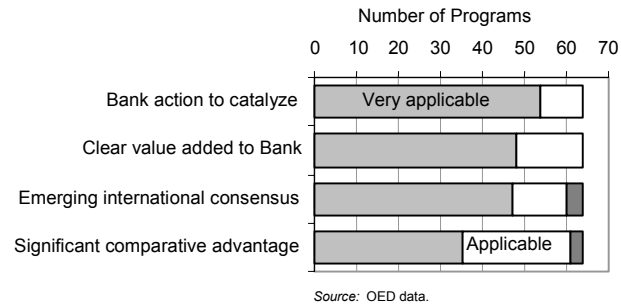 Number of Programs
0 10 20 30 40 50 60 70
Bank action to catalyze Very applicable
Clear value added to Bank
Emerging international consensus
Significant comparative advantage Applicable
Source: OED data.